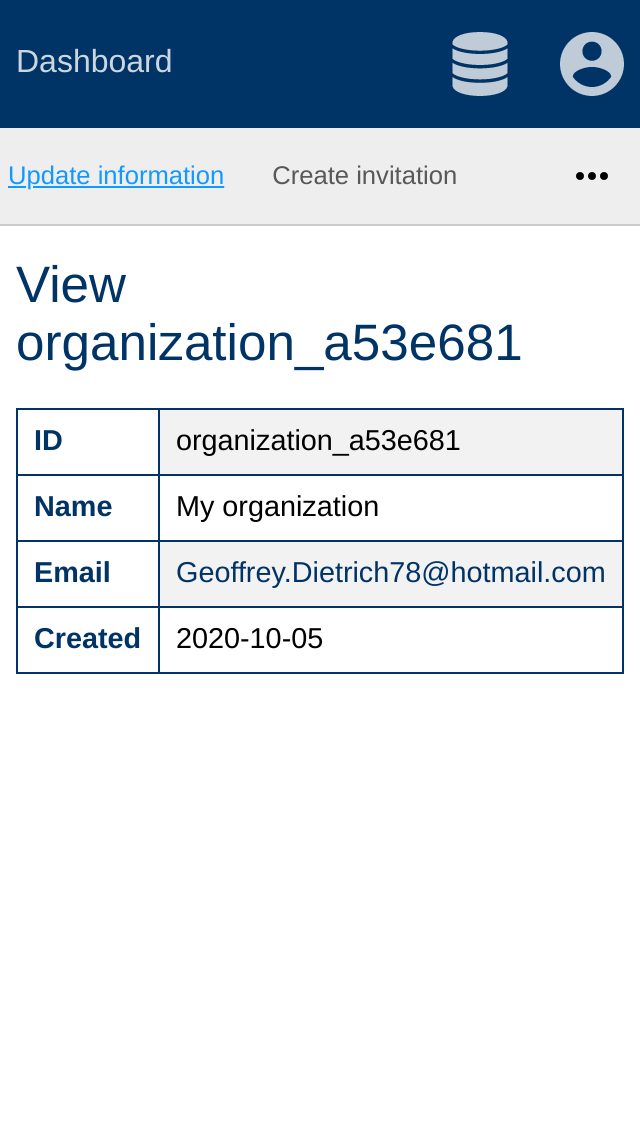 Dashboard
Update information Create invitation
View
organization_a53e681
ID organization_a53e681
Name My organization
Email Geoffrey.Dietrich78@hotmail.com
Created 2020-10-05